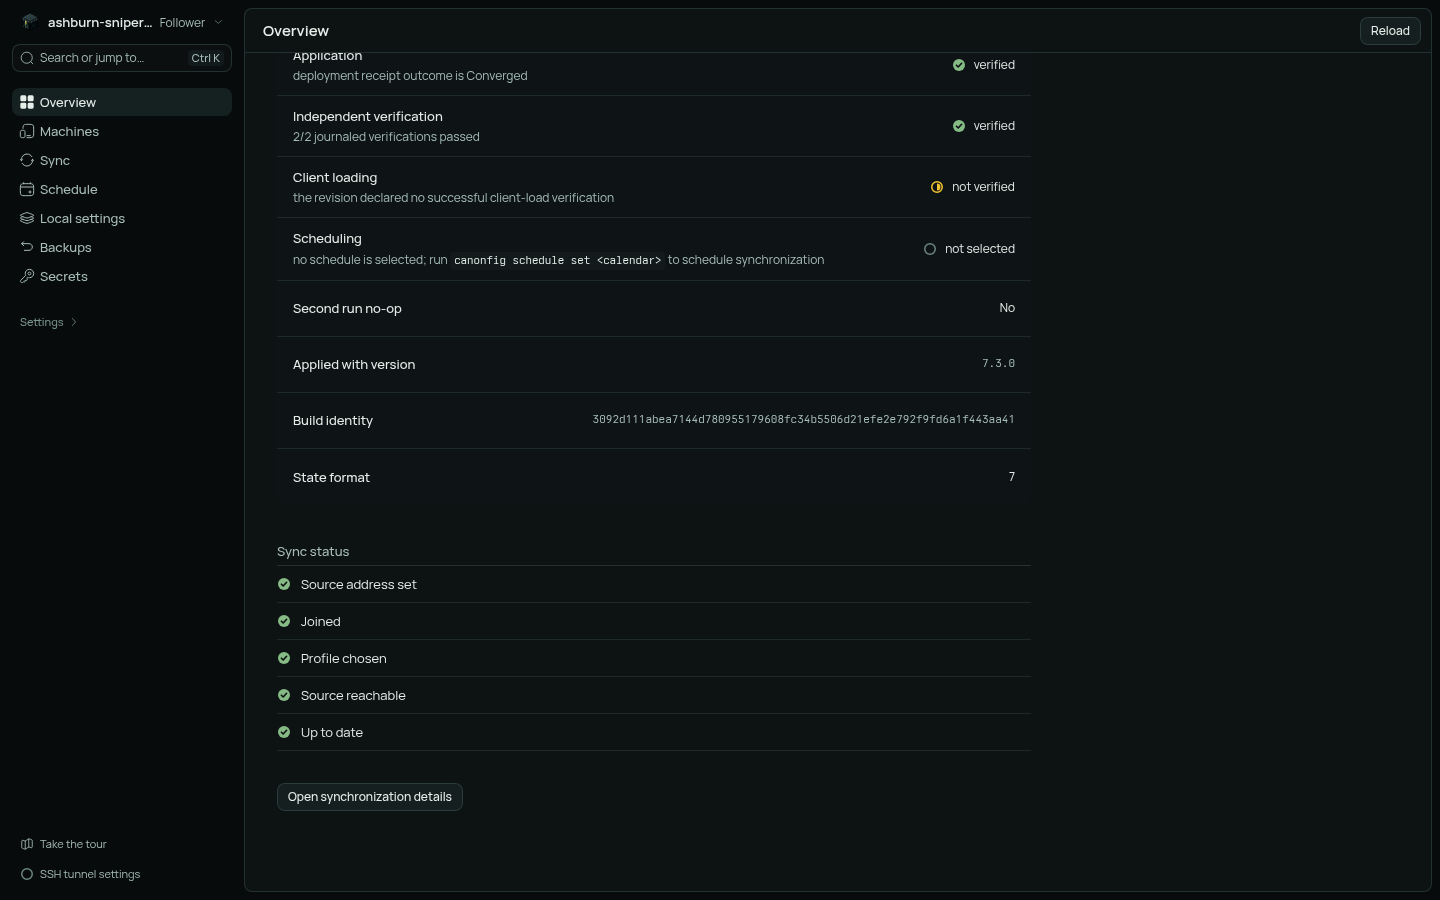 ashburn-sniper… Follower
Search or jump to… Ctrl K
Overview
Machines
Sync
Schedule
Local settings
Backups
Secrets
Settings
Take the tour
SSH tunnel settings
Overview
Reload
Application
deployment receipt outcome is Converged
verified
Independent verification
2/2 journaled verifications passed
verified
Client loading
the revision declared no successful client-load verification
not verified
Scheduling
no schedule is selected; run canonfig schedule set <calendar> to schedule synchronization
not selected
Second run no-op
No
Applied with version
7.3.0
Build identity
3092d111abea7144d780955179608fc34b5506d21efe2e792f9fd6a1f443aa41
State format
7
Sync status
Source address set
Joined
Profile chosen
Source reachable
Up to date
Open synchronization details